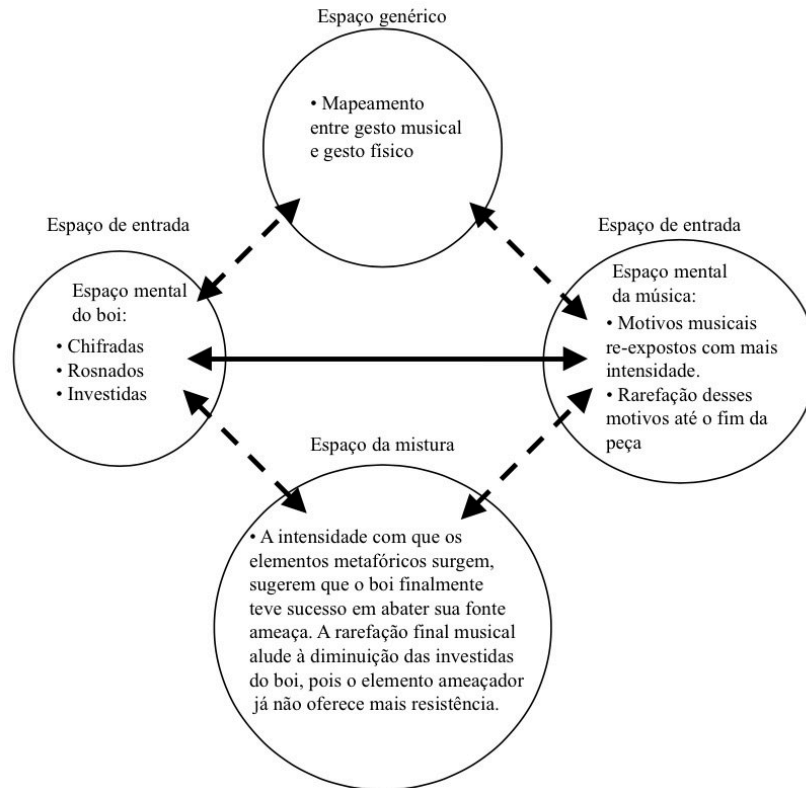 Espaço genérico
• Mapeamento
entre gesto musical
e gesto físico
Espaço de entrada
Espaço mental
do boi:
• Chifradas
• Rosnados
• Investidas
Espaço de entrada
Espaço mental
da música:
• Motivos musicais
re-expostos com mais
intensidade.
• Rarefação desses
motivos até o fim da
peça
Espaço da mistura
• A intensidade com que os
elementos metafóricos surgem,
sugerem que o boi finalmente
teve sucesso em abater sua fonte
ameaça. A rarefação final musical
alude à diminuição das investidas
do boi, pois o elemento ameaçador
já não oferece mais resistência.